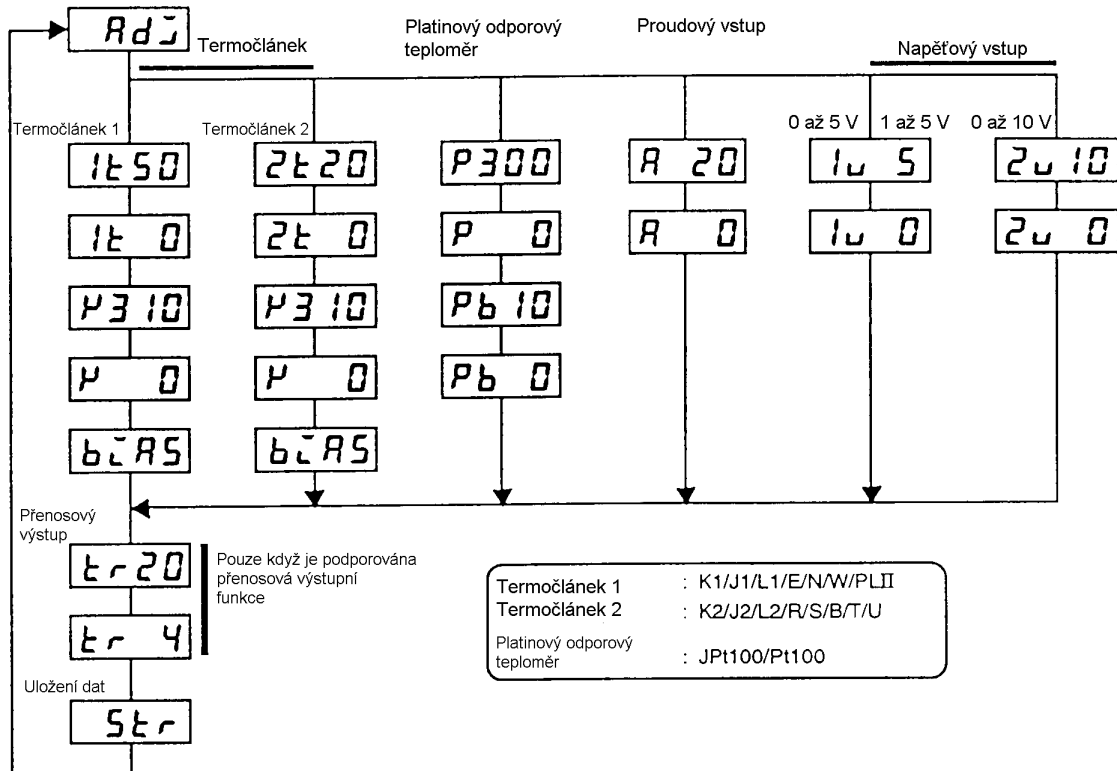 Adj
Termočlánek
Platinový odporový
teploměr
Proudový vstup
Napěťový vstup
Termočlánek 1
Termočlánek 2
0 až 5 V
1 až 5 V
0 až 10 V
1t50
2t20
P300
A 20
1u 5
2u 10
1t 0
2t 0
P 0
A 0
1u 0
2u 0
Y310
Y310
Pb10
Y 0
Y 0
Pb 0
biAS
biAS
Přenosový
výstup
tr20
Pouze když je podporována
přenosová výstupní
funkce
tr 4
Termočlánek 1 : K1/J1/L1/E/N/W/PLII
Termočlánek 2 : K2/J2/L2/R/S/B/T/U
Platinový odporový
teploměr : JPt100/Pt100
Uložení dat
Str